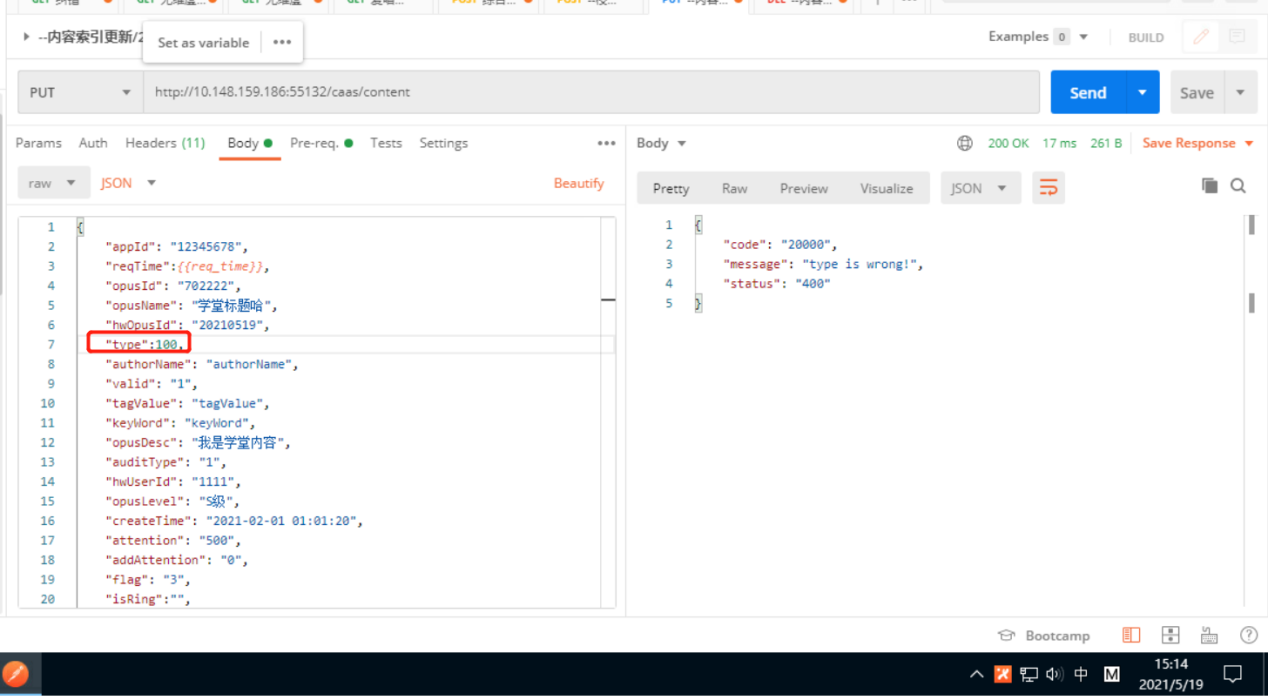 --内容索引更新/2
Set as variable
Examples 0
BUILD
PUT
http://10.148.159.186:55132/caas/content
Send
Save
Params Auth Headers (11) Body Pre-req. Tests Settings
raw JSON
Beautify
1 {
2 "appId": "12345678",
3 "reqTime":{{req_time}},
4 "opusId": "702222",
5 "opusName": "学堂标题哈",
6 "hwOpusId": "20210519",
7 "type":100,
8 "authorName": "authorName",
9 "valid": "1",
10 "tagValue": "tagValue",
11 "keyWord": "keyWord",
12 "opusDesc": "我是学堂内容",
13 "auditType": "1",
14 "hwUserId": "1111",
15 "opusLevel": "S级",
16 "createTime": "2021-02-01 01:01:20",
17 "attention": "500",
18 "addAttention": "0",
19 "flag": "3",
20 "isRing":"",
Body
200 OK 17 ms 261 B Save Response
Pretty Raw Preview Visualize JSON
1 {
2 "code": "20000",
3 "message": "type is wrong!",
4 "status": "400"
5 }
Bootcamp
中
M
15:14
2021/5/19